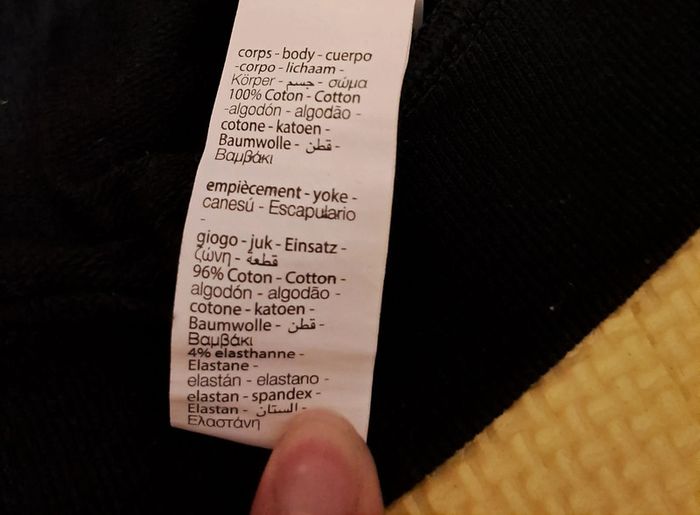 corps - body - cuerpo
-corpo - lichaam -
Körper - جسم - σώμα
100% Coton - Cotton
-algodón - algodão -
cotone - katoen -
Baumwolle - قطن -
Βαμβάκι
empiècement - yoke -
canesú - Escapulario
-
giogo - juk - Einsatz -
ζώνη - قطعة
96% Coton - Cotton -
algodón - algodão -
cotone - katoen -
Baumwolle - قطن -
Βαμβάκι
4% elasthanne -
Elastane -
elastán - elastano -
elastan - spandex -
Elastan - الستان -
Ελαστάνη